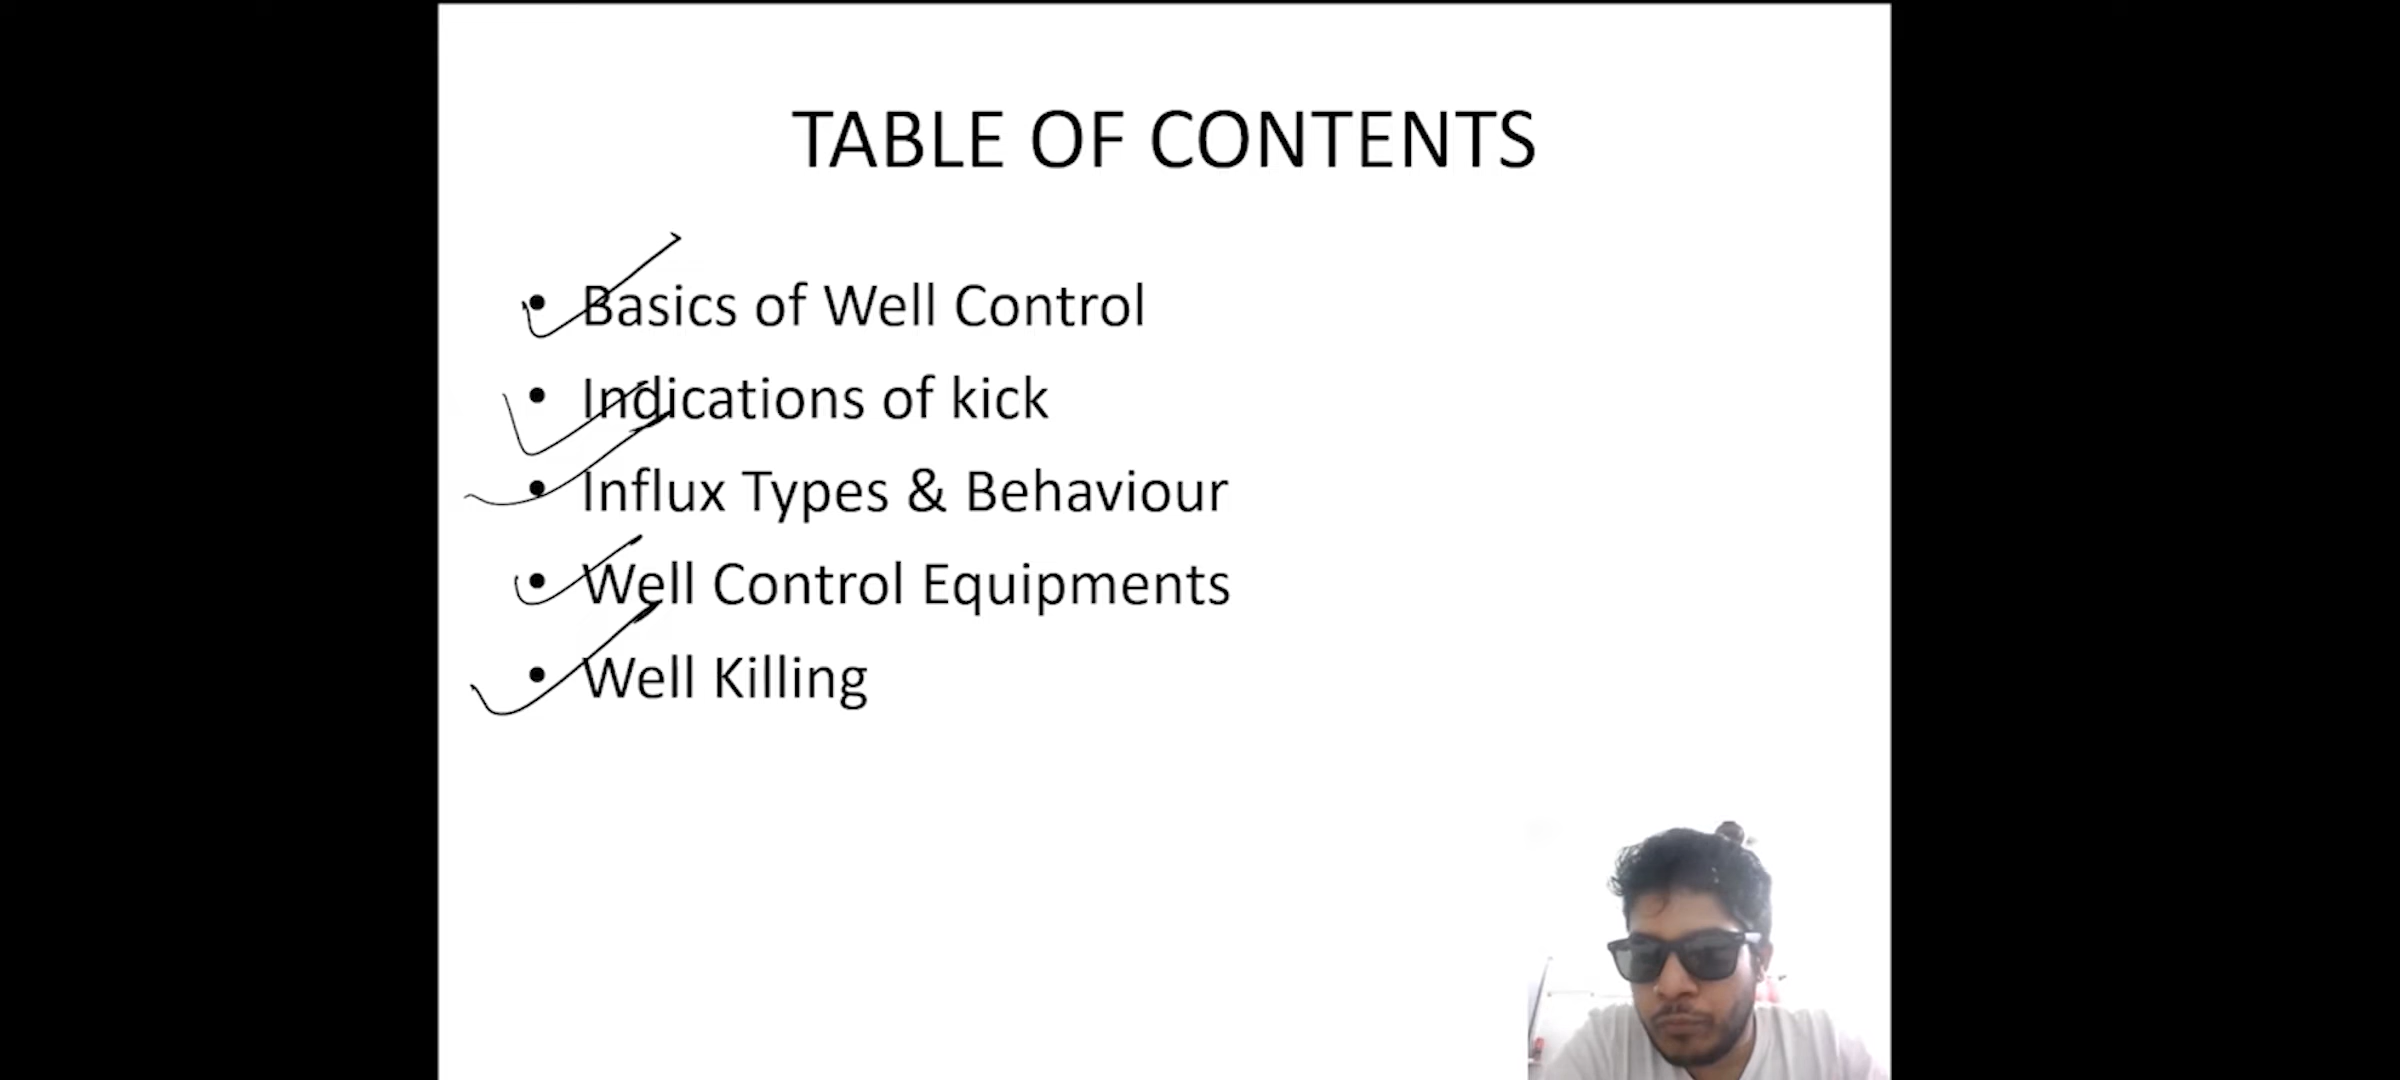 TABLE OF CONTENTS
• Basics of Well Control
• Indications of kick
• Influx Types & Behaviour
• Well Control Equipments
• Well Killing